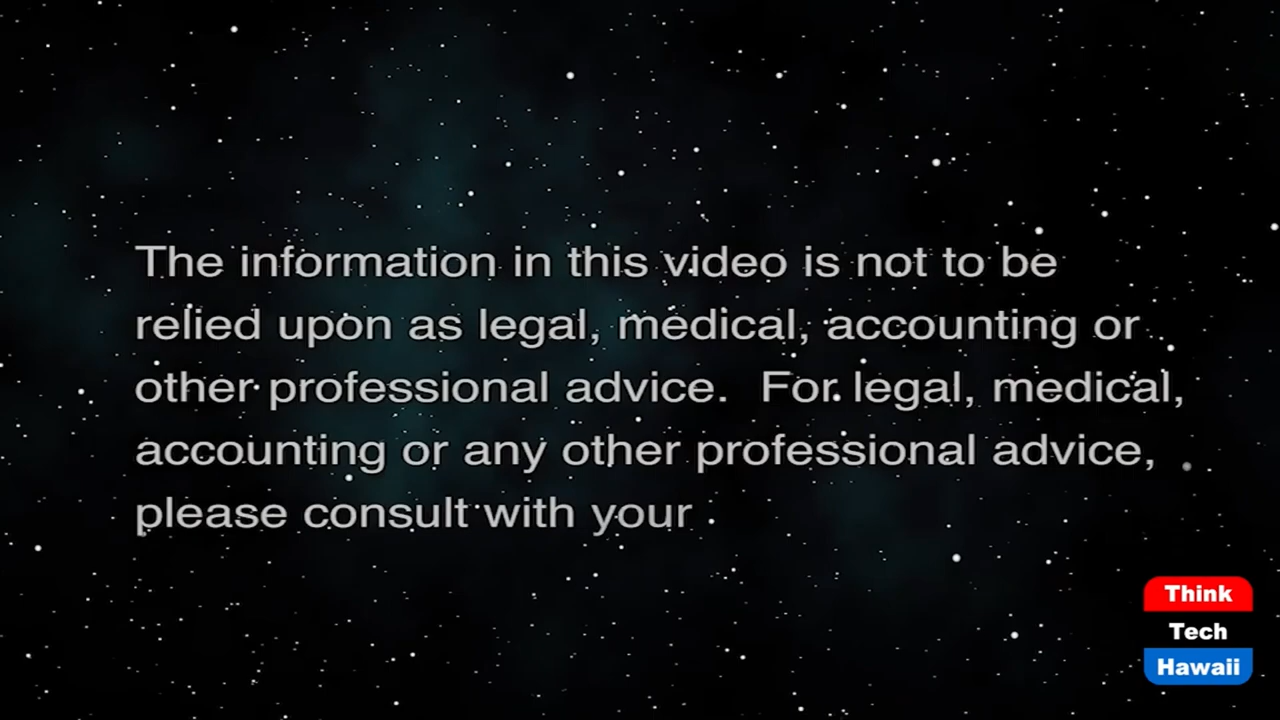 The information in this video is not to be
relied upon as legal, medical, accounting or
other professional advice.  For legal, medical,
accounting or any other professional advice,
please consult with your
Think
Tech
Hawaii